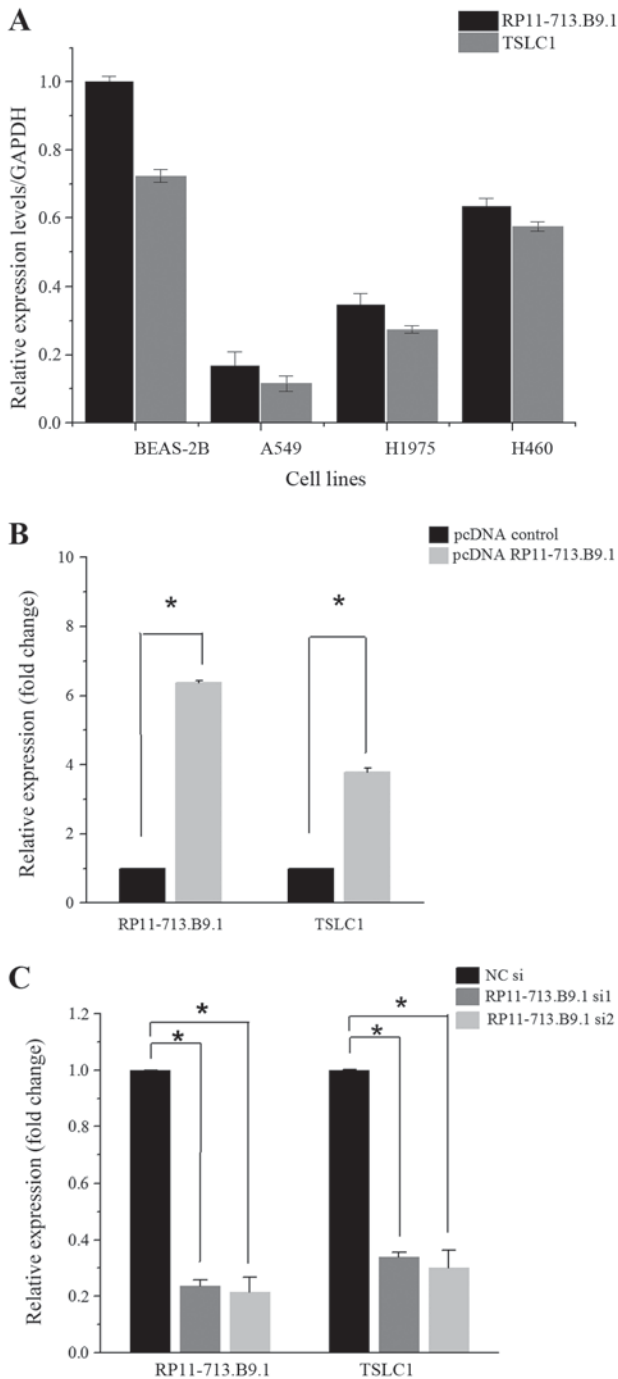 A
RP11-713.B9.1
TSLC1
Relative expression levels/GAPDH
1.0
0.8
0.6
0.4
0.2
0.0
BEAS-2B A549 H1975 H460
Cell lines
B
pcDNA control
pcDNA RP11-713.B9.1
Relative expression (fold change)
10
8
6
4
2
0
* *
RP11-713.B9.1 TSLC1
C
NC si
RP11-713.B9.1 si1
RP11-713.B9.1 si2
Relative expression (fold change)
1.2
1.0
0.8
0.6
0.4
0.2
0.0
* *
* *
RP11-713.B9.1 TSLC1